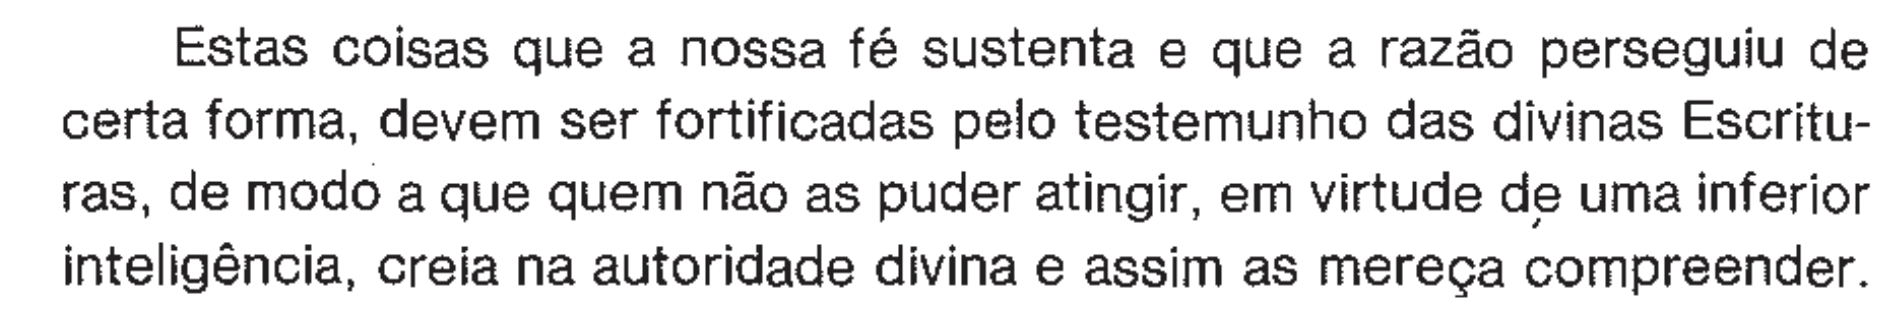 Estas coisas que a nossa fé sustenta e que a razão perseguiu de
certa forma, devem ser fortificadas pelo testemunho das divinas Escritu-
ras, de modo a que quem não as puder atingir, em virtude de uma inferior
inteligência, creia na autoridade divina e assim as mereça compreender.